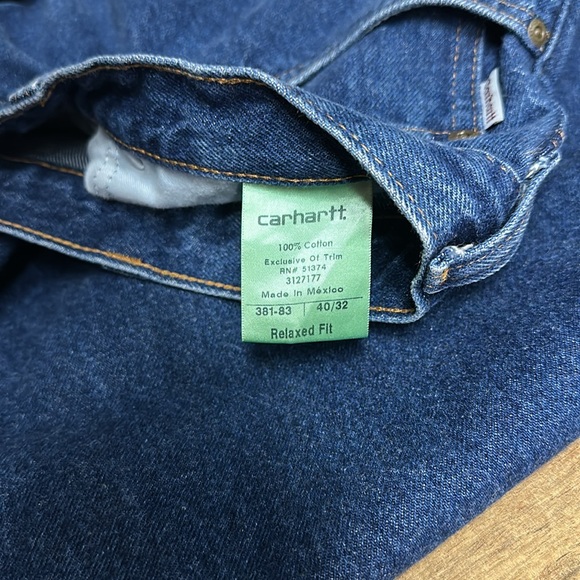 carhartt
100% Cotton
Exclusive Of Trim
RN# 51374
3127177
Made In México
381-83 40/32
Relaxed Fit